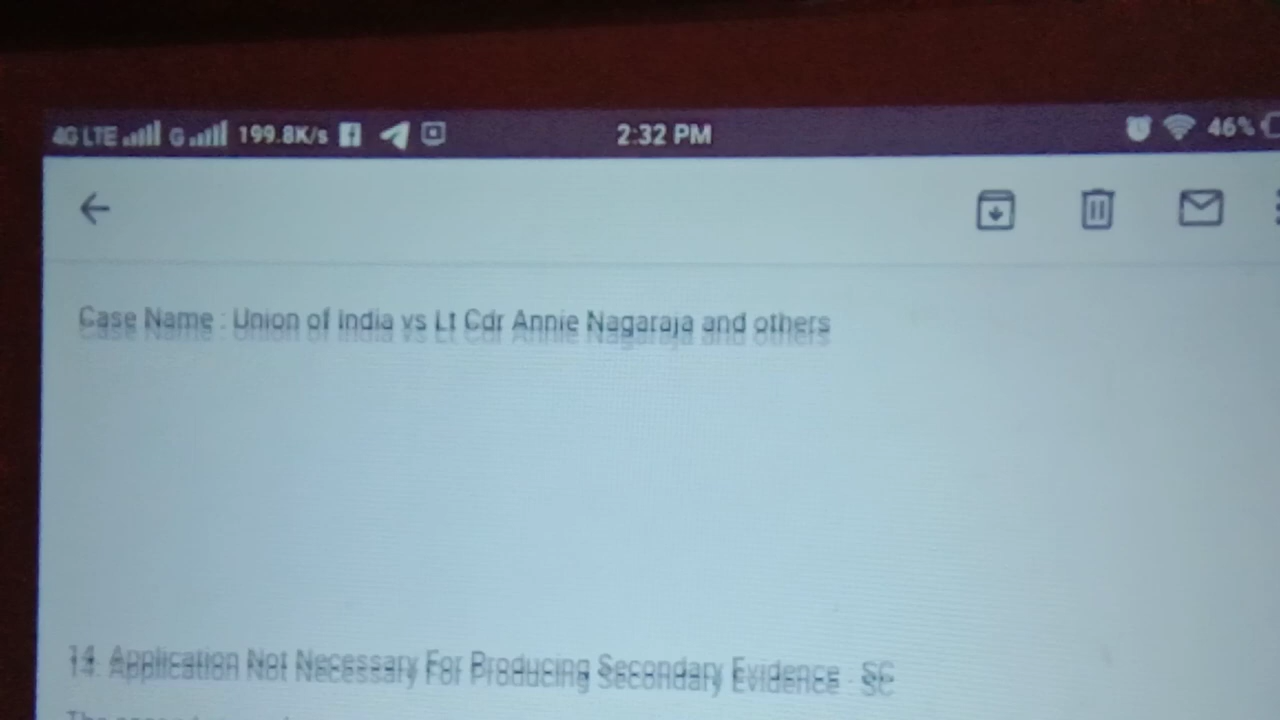 4G LTE G 199.8K/s 2:32 PM 46%
Case Name : Union of India vs Lt Cdr Annie Nagaraja and others
14. Application Not Necessary For Producing Secondary Evidence : SC
The